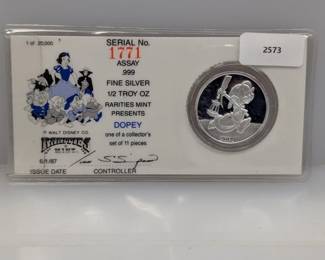 1 of 20,000
SERIAL No.
1771
ASSAY
.999
FINE SILVER
1/2 TROY OZ
RARITIES MINT
PRESENTS
DOPEY
one of a collector's
set of 11 pieces
© WALT DISNEY CO.
RARITIES
MINT
6/1/87
ISSUE DATE
CONTROLLER
2573